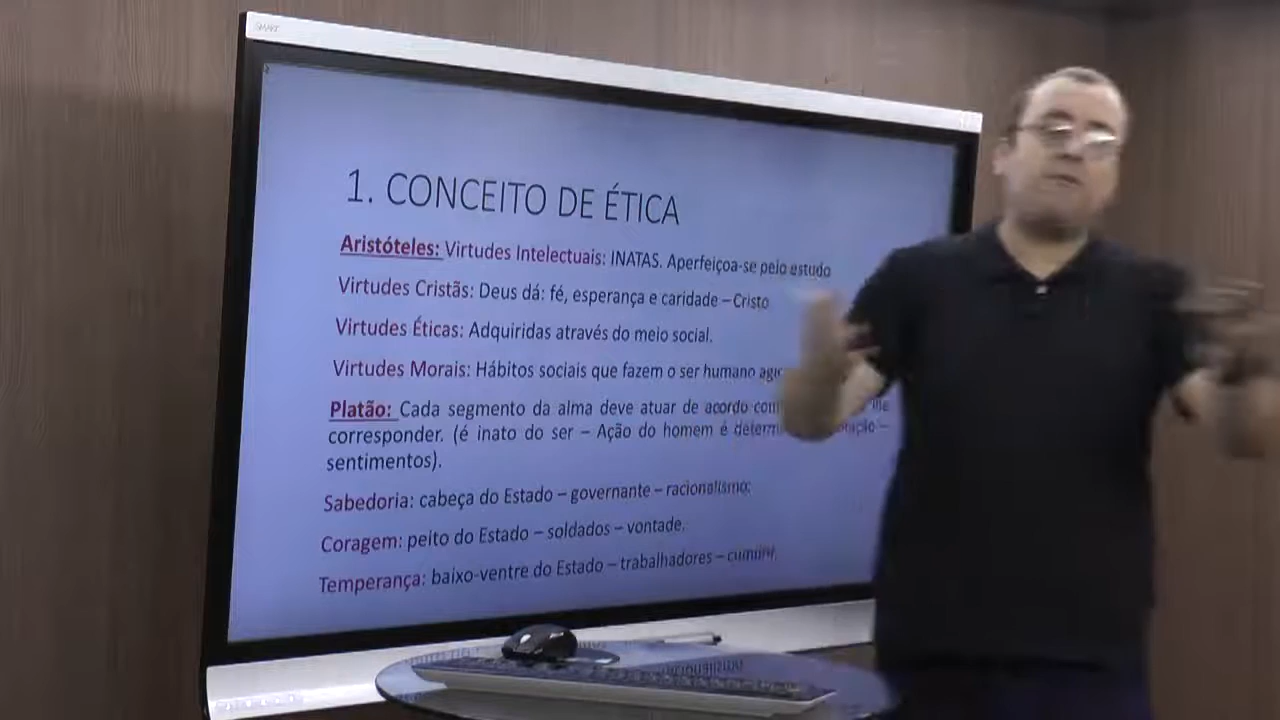 SMART
1. CONCEITO DE ÉTICA
Aristóteles: Virtudes Intelectuais: INATAS. Aperfeiçoa-se pelo estudo
Virtudes Cristãs: Deus dá: fé, esperança e caridade – Cristo
Virtudes Éticas: Adquiridas através do meio social.
Virtudes Morais: Hábitos sociais que fazem o ser humano
Platão: Cada segmento da alma deve atuar de acordo com
corresponder. (é inato do ser – Ação do homem é
sentimentos).
Sabedoria: cabeça do Estado – governante – racionalismo.
Coragem: peito do Estado – soldados – vontade.
Temperança: baixo-ventre do Estado – trabalhadores –